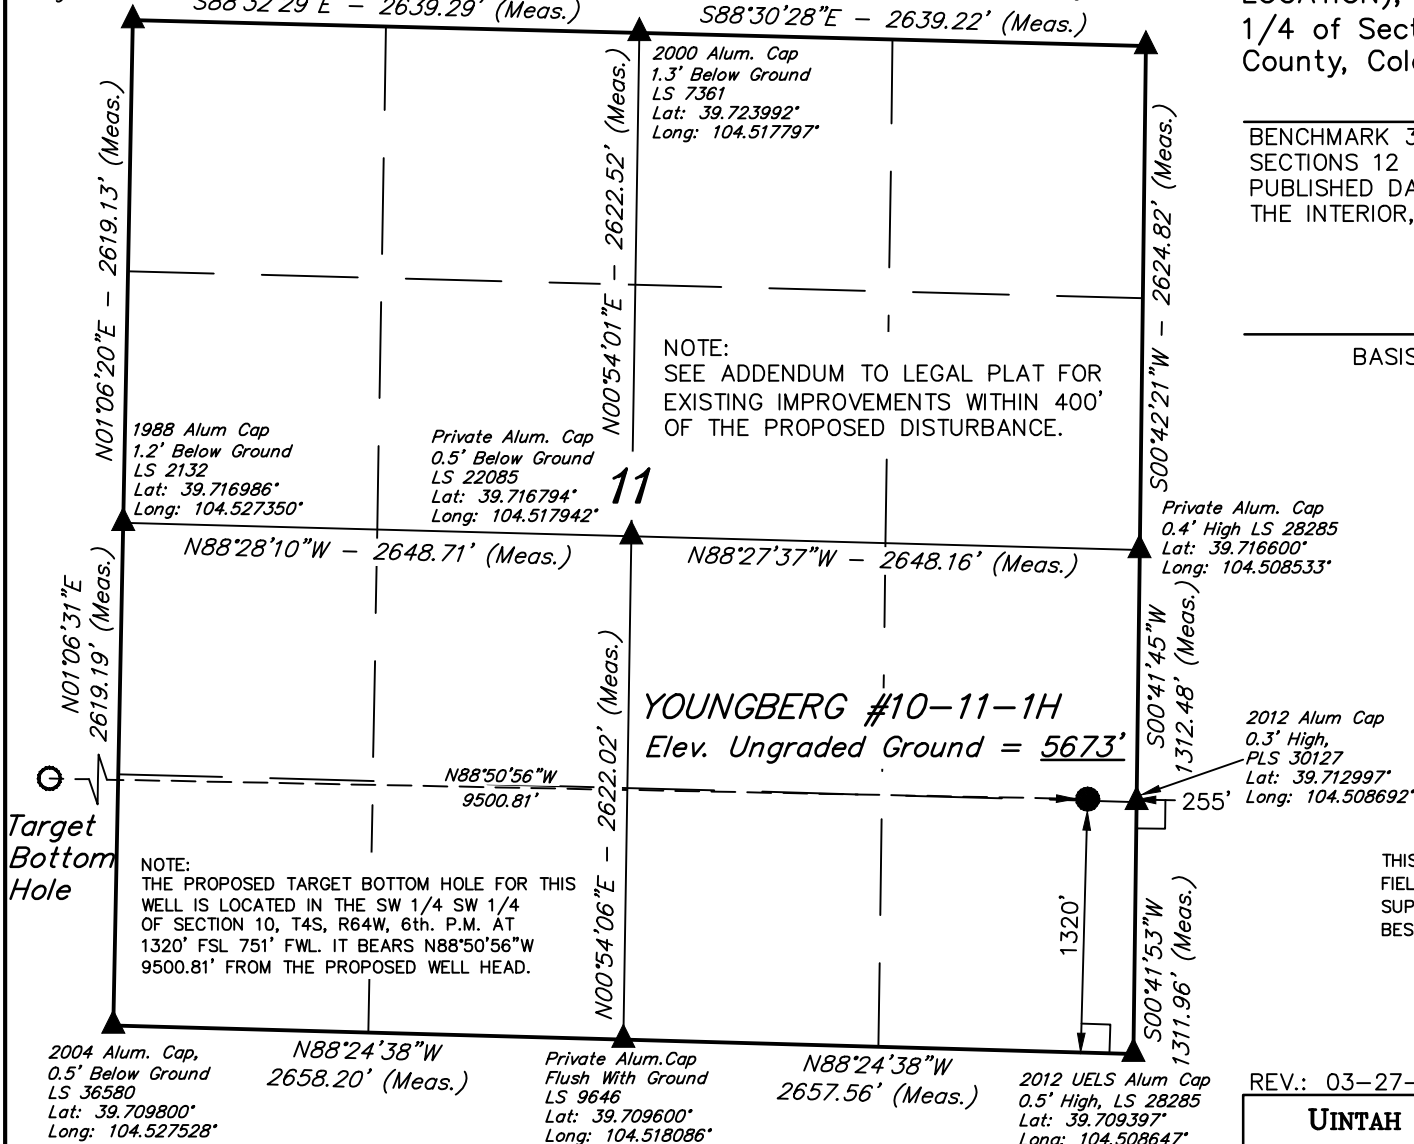 S88°32'29"E - 2639.29' (Meas.)
S88°30'28"E - 2639.22' (Meas.)
1/4 of Sect
County, Colo
2000 Alum. Cap
1.3' Below Ground
LS 7361
Lat: 39.723992°
Long: 104.517797°
BENCHMARK 3
SECTIONS 12
PUBLISHED DA
THE INTERIOR,
BASIS
N01°06'20"E - 2619.13' (Meas.)
N00°54'01"E - 2622.52' (Meas.)
S00°42'21"W - 2624.82' (Meas.)
NOTE:
SEE ADDENDUM TO LEGAL PLAT FOR
EXISTING IMPROVEMENTS WITHIN 400'
OF THE PROPOSED DISTURBANCE.
1988 Alum Cap
1.2' Below Ground
LS 2132
Lat: 39.716986°
Long: 104.527350°
Private Alum. Cap
0.5' Below Ground
LS 22085
Lat: 39.716794°
Long: 104.517942°
11
Private Alum. Cap
0.4' High LS 28285
Lat: 39.716600°
Long: 104.508533°
N88°28'10"W - 2648.71' (Meas.)
N88°27'37"W - 2648.16' (Meas.)
N01°06'31"E
2619.19' (Meas.)
N00°54'06"E - 2622.02' (Meas.)
S00°41'45"W
1312.48' (Meas.)
YOUNGBERG #10-11-1H
Elev. Ungraded Ground = 5673'
2012 Alum Cap
0.3' High,
PLS 30127
Lat: 39.712997°
Long: 104.508692°
N88°50'56"W
9500.81'
255'
Target
Bottom
Hole
NOTE:
THE PROPOSED TARGET BOTTOM HOLE FOR THIS
WELL IS LOCATED IN THE SW 1/4 SW 1/4
OF SECTION 10, T4S, R64W, 6th. P.M. AT
1320' FSL 751' FWL. IT BEARS N88°50'56"W
9500.81' FROM THE PROPOSED WELL HEAD.
1320'
S00°41'53"W
1311.96' (Meas.)
THIS
FIEL
SUP
BES
2004 Alum. Cap,
0.5' Below Ground
LS 36580
Lat: 39.709800°
Long: 104.527528°
N88°24'38"W
2658.20' (Meas.)
Private Alum.Cap
Flush With Ground
LS 9646
Lat: 39.709600°
Long: 104.518086°
N88°24'38"W
2657.56' (Meas.)
2012 UELS Alum Cap
0.5' High, LS 28285
Lat: 39.709397°
Long: 104.508647°
REV.: 03-27-
UINTAH